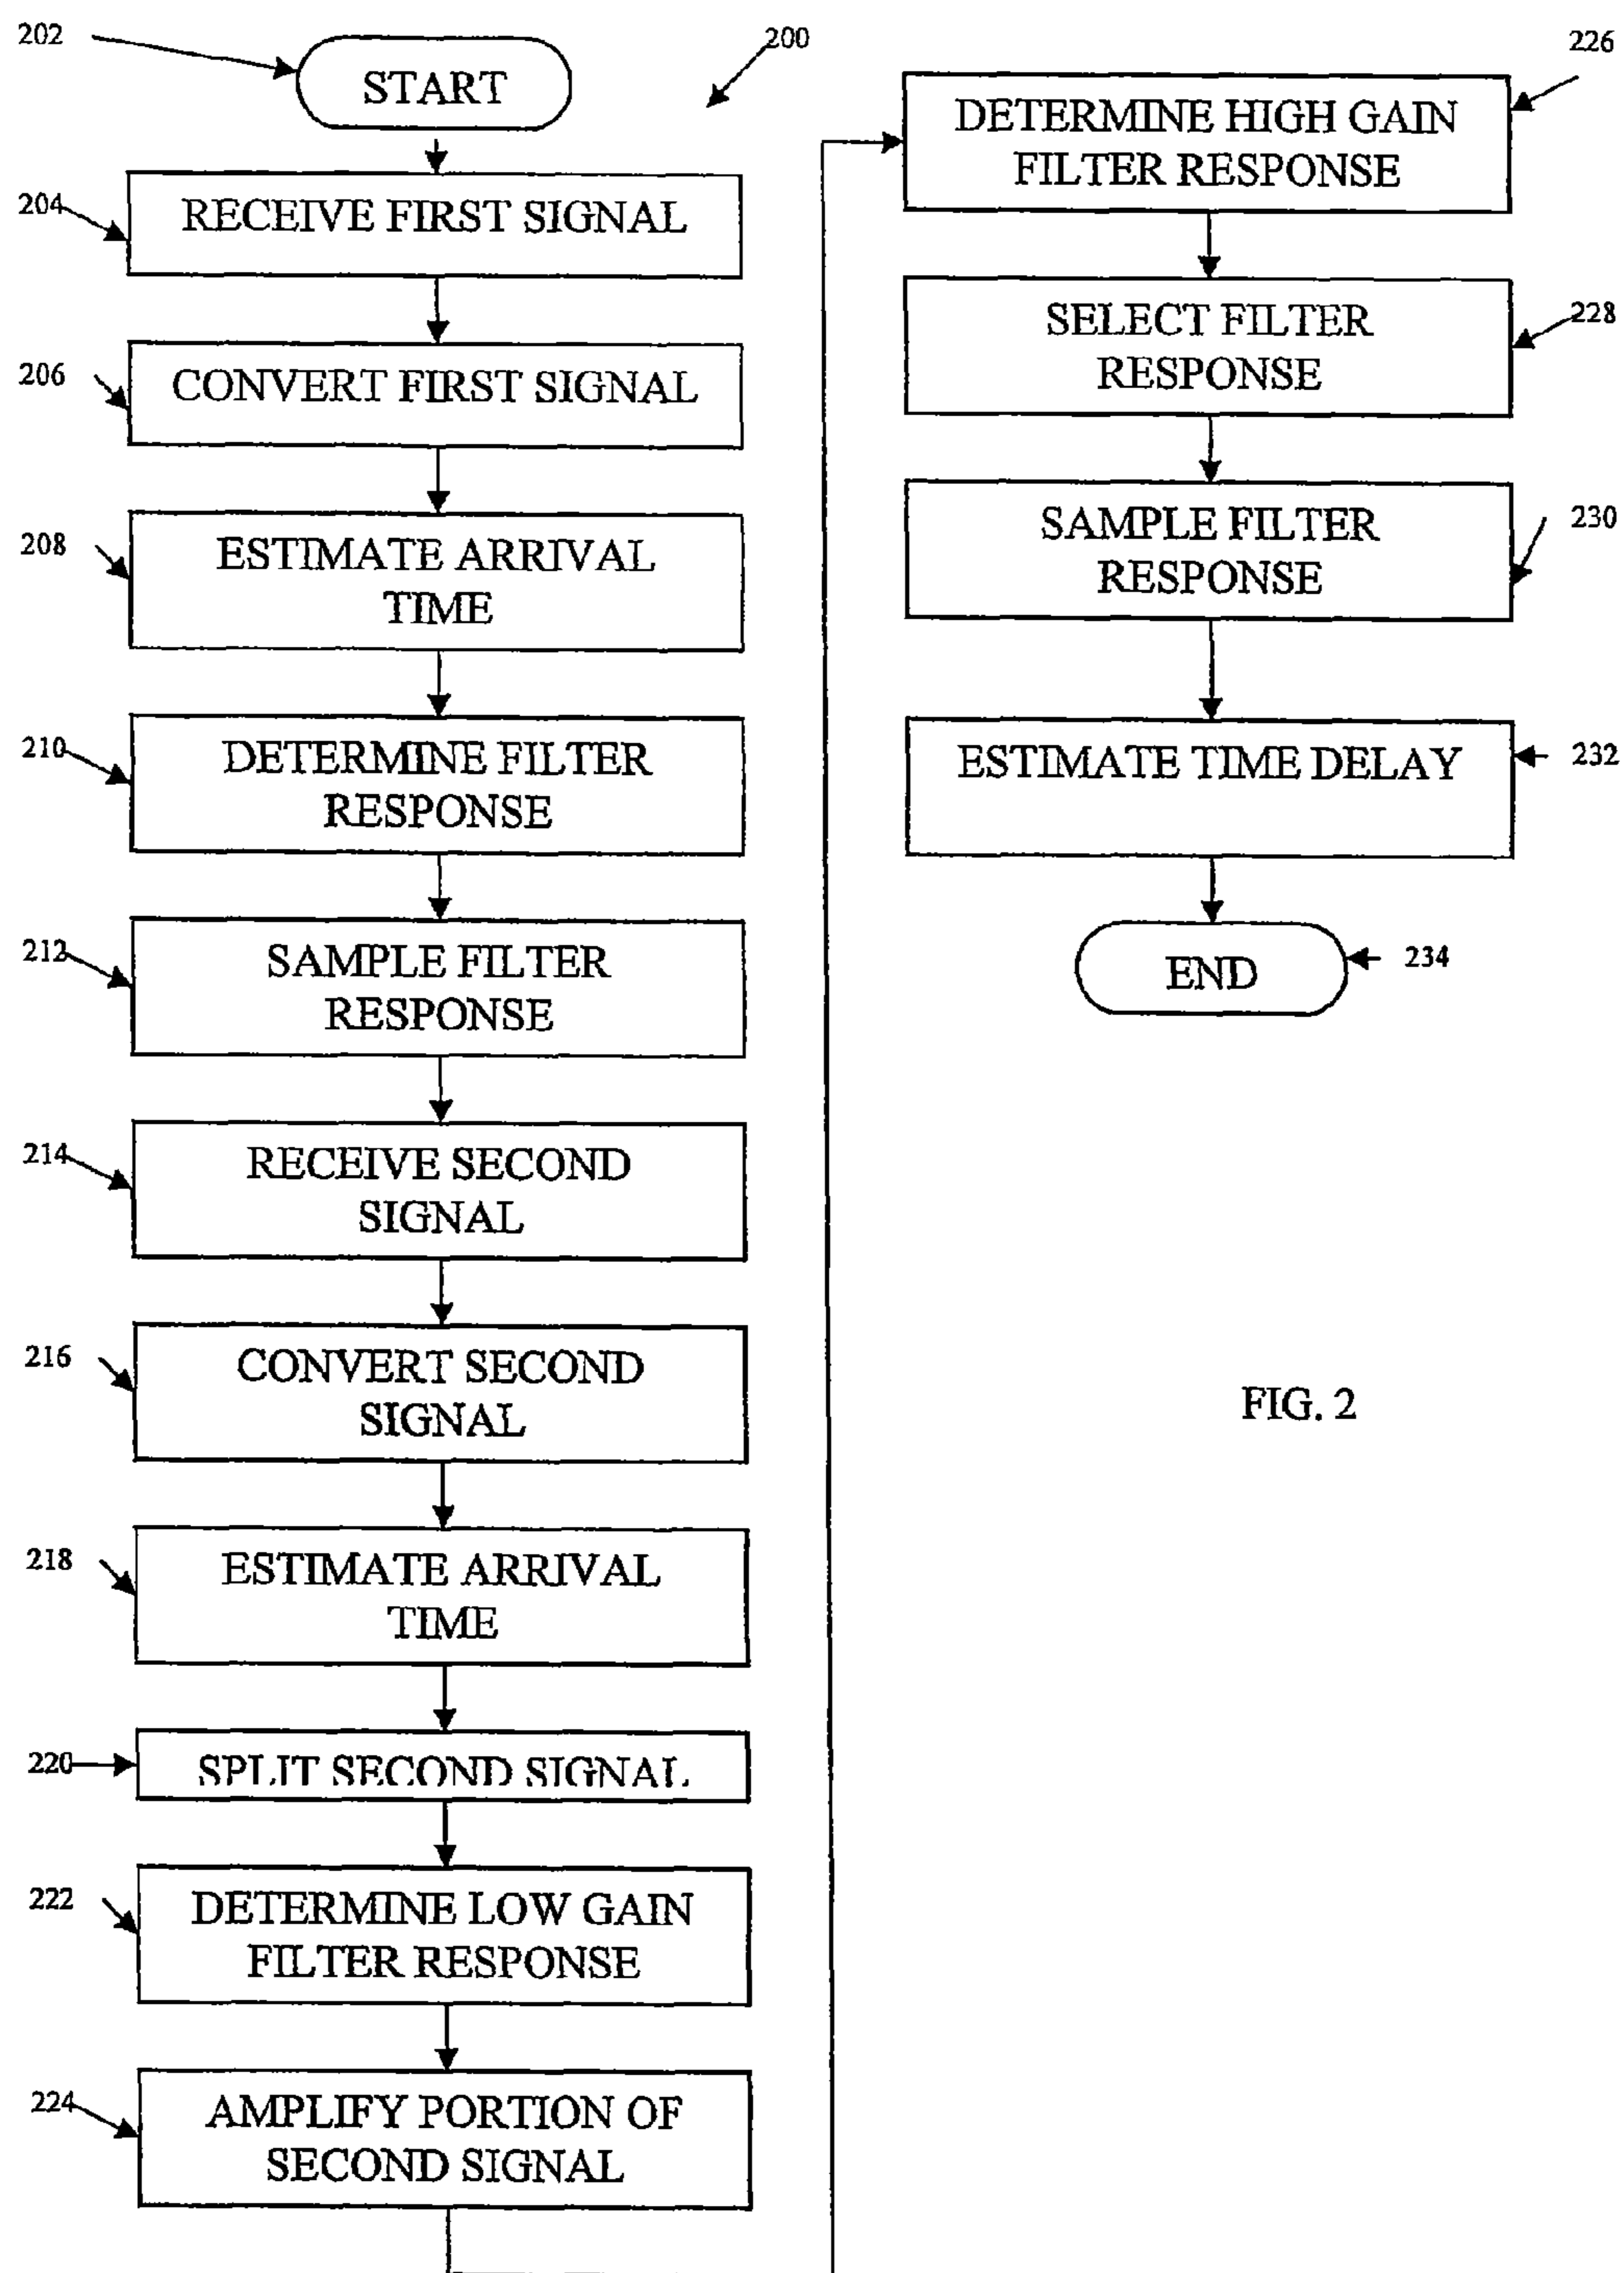 202
START
200
204
RECEIVE FIRST SIGNAL
206
CONVERT FIRST SIGNAL
208
ESTIMATE ARRIVAL
TIME
210
DETERMINE FILTER
RESPONSE
212
SAMPLE FILTER
RESPONSE
214
RECEIVE SECOND
SIGNAL
216
CONVERT SECOND
SIGNAL
218
ESTIMATE ARRIVAL
TIME
220
SPLIT SECOND SIGNAL
222
DETERMINE LOW GAIN
FILTER RESPONSE
224
AMPLIFY PORTION OF
SECOND SIGNAL
226
DETERMINE HIGH GAIN
FILTER RESPONSE
228
SELECT FILTER
RESPONSE
230
SAMPLE FILTER
RESPONSE
232
ESTIMATE TIME DELAY
234
END
FIG. 2